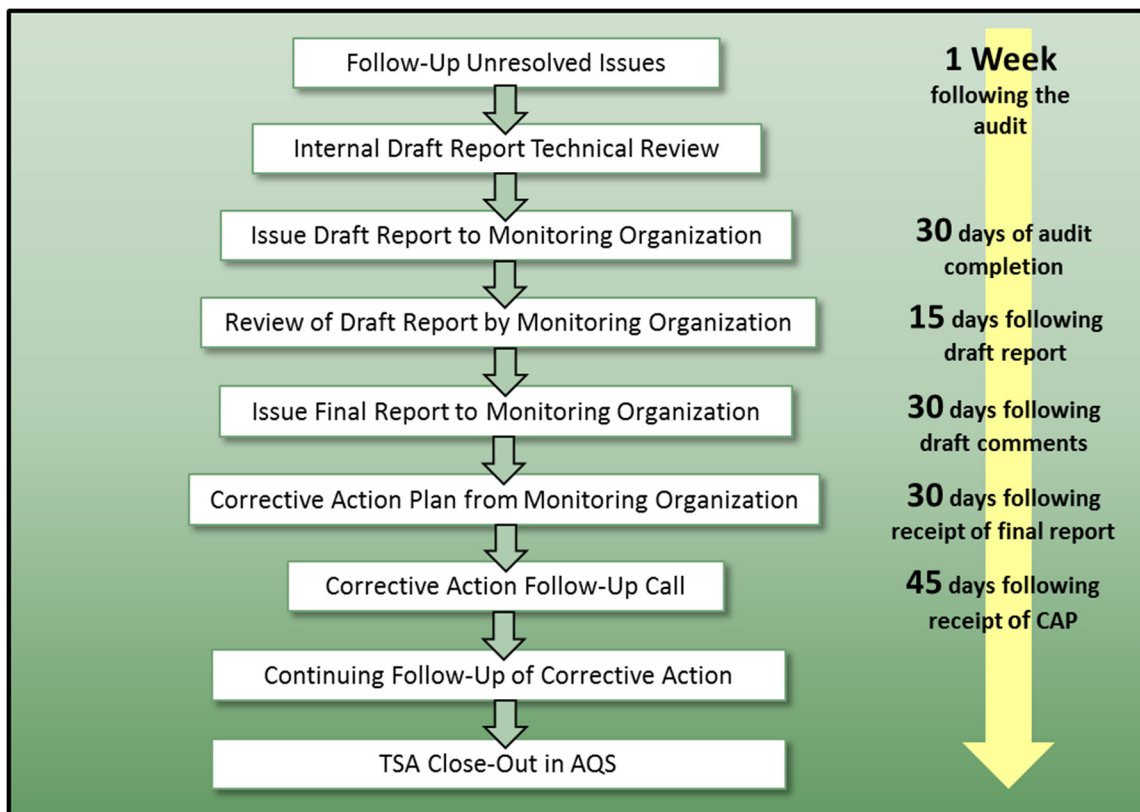 Follow-Up Unresolved Issues
Internal Draft Report Technical Review
Issue Draft Report to Monitoring Organization
Review of Draft Report by Monitoring Organization
Issue Final Report to Monitoring Organization
Corrective Action Plan from Monitoring Organization
Corrective Action Follow-Up Call
Continuing Follow-Up of Corrective Action
TSA Close-Out in AQS
1 Week
following the
audit
30 days of audit
completion
15 days following
draft report
30 days following
draft comments
30 days following
receipt of final report
45 days following
receipt of CAP